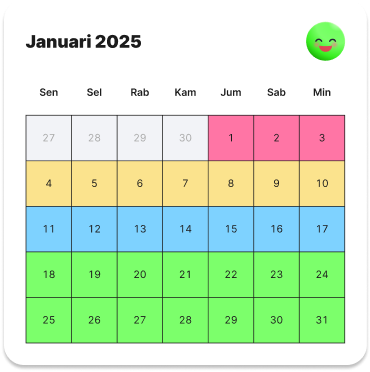 Januari 2025
Sen Sel Rab Kam Jum Sab Min
27 28 29 30 1 2 3
4 5 6 7 8 9 10
11 12 13 14 15 16 17
18 19 20 21 22 23 24
25 26 27 28 29 30 31